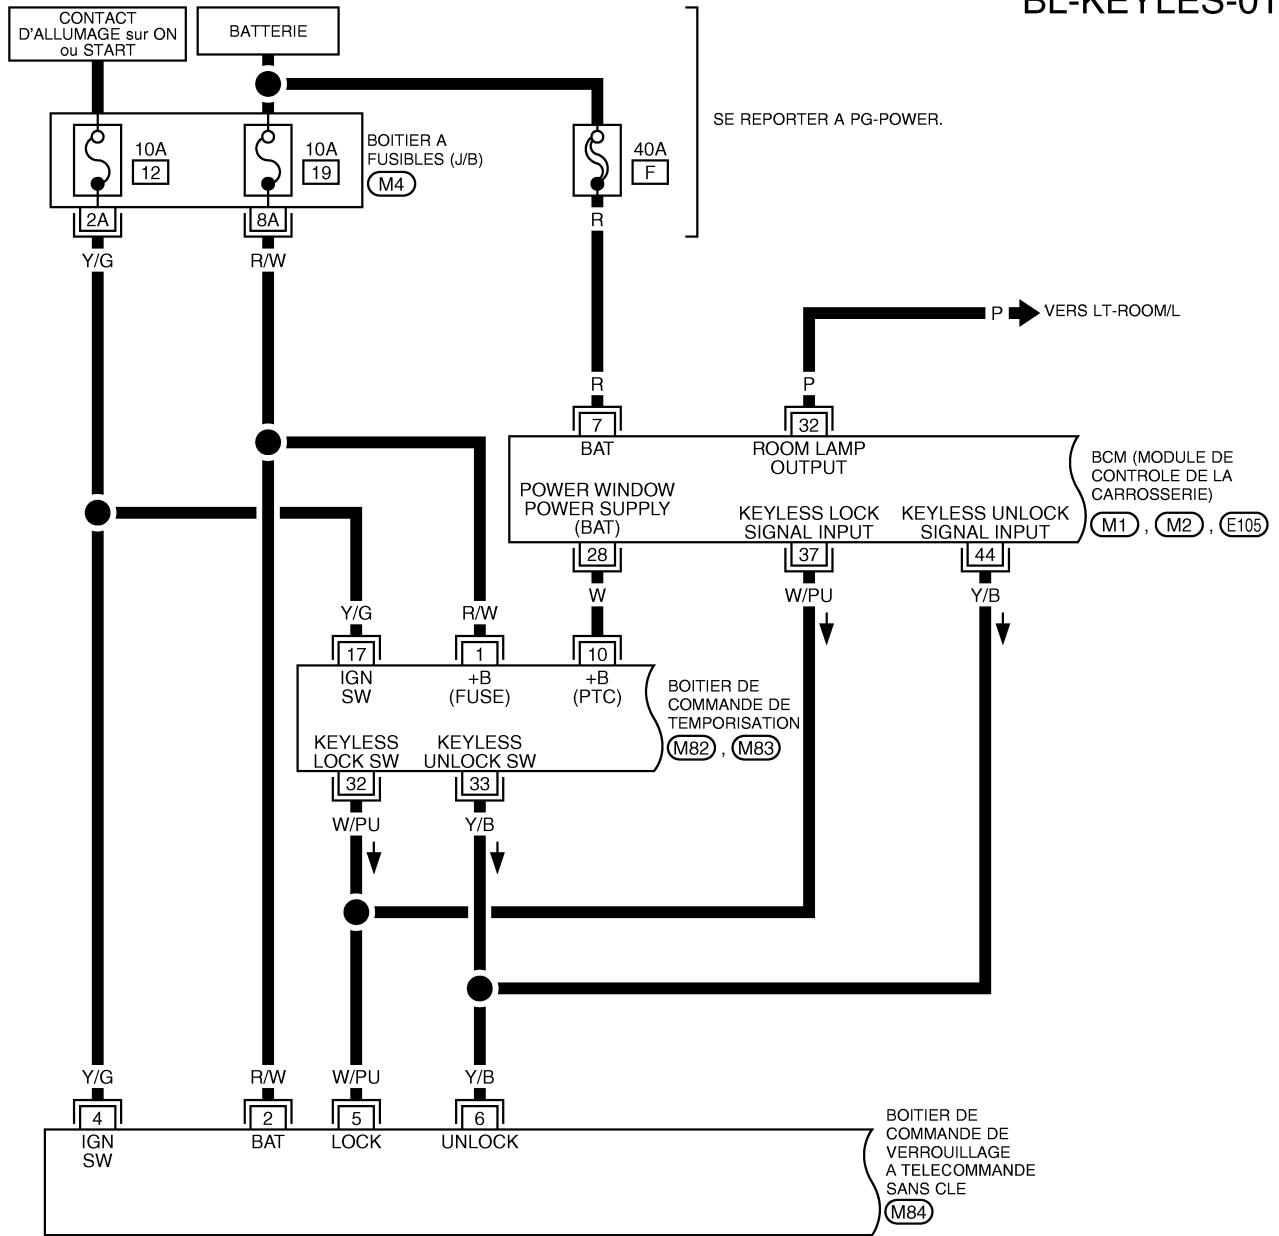 BL-KEYLES-01
CONTACT
D'ALLUMAGE sur ON
ou START
BATTERIE
SE REPORTER A PG-POWER.
10A
12
10A
19
BOITIER A
FUSIBLES (J/B)
M4
40A
F
2A
8A
R
Y/G
R/W
P
VERS LT-ROOM/L
R
P
7
32
BAT
ROOM LAMP
OUTPUT
BCM (MODULE DE
CONTROLE DE LA
CARROSSERIE)
M1 , M2 , E105
POWER WINDOW
POWER SUPPLY
(BAT)
KEYLESS LOCK
SIGNAL INPUT
KEYLESS UNLOCK
SIGNAL INPUT
28
37
44
W
W/PU
Y/B
Y/G
R/W
17
1
10
IGN
SW
+B
(FUSE)
+B
(PTC)
BOITIER DE
COMMANDE DE
TEMPORISATION
M82 , M83
KEYLESS
LOCK SW
KEYLESS
UNLOCK SW
32
33
W/PU
Y/B
Y/G
R/W
W/PU
Y/B
4
2
5
6
IGN
SW
BAT
LOCK
UNLOCK
BOITIER DE
COMMANDE DE
VERROUILLAGE
A TELECOMMANDE
SANS CLE
M84